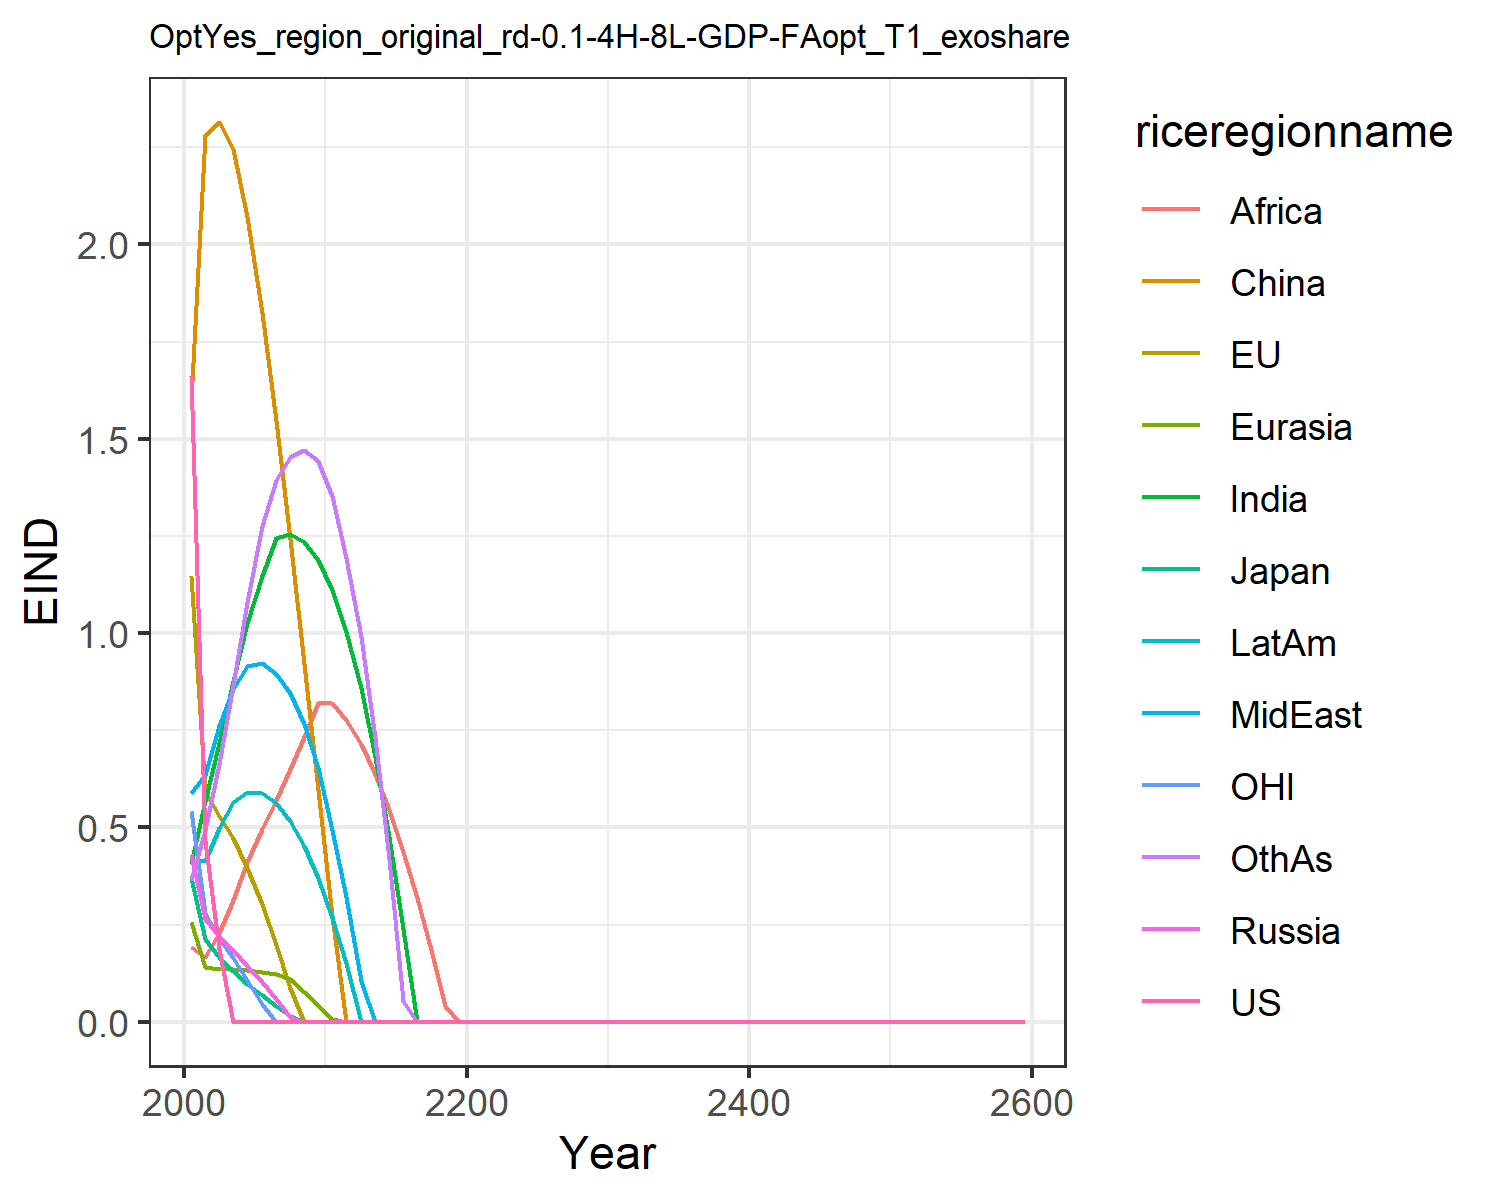 OptYes_region_original_rd-0.1-4H-8L-GDP-FAopt_T1_exoshare
riceregionname
Africa
China
EU
Eurasia
India
Japan
LatAm
MidEast
OHI
OthAs
Russia
US
EIND
2.0
1.5
1.0
0.5
0.0
2000 2200 2400 2600
Year